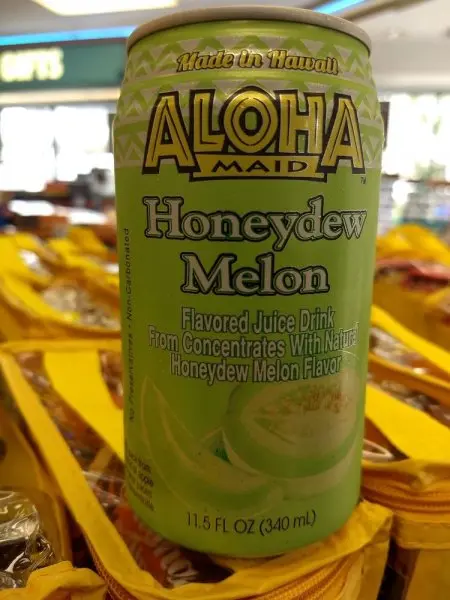 GIFTS
Made in Hawaii
ALOHA
MAID
TM
Honeydew
Melon
Flavored Juice Drink
From Concentrates With Natural
Honeydew Melon Flavor
No Preservatives • Non-Carbonated
11.5 FL OZ (340 mL)